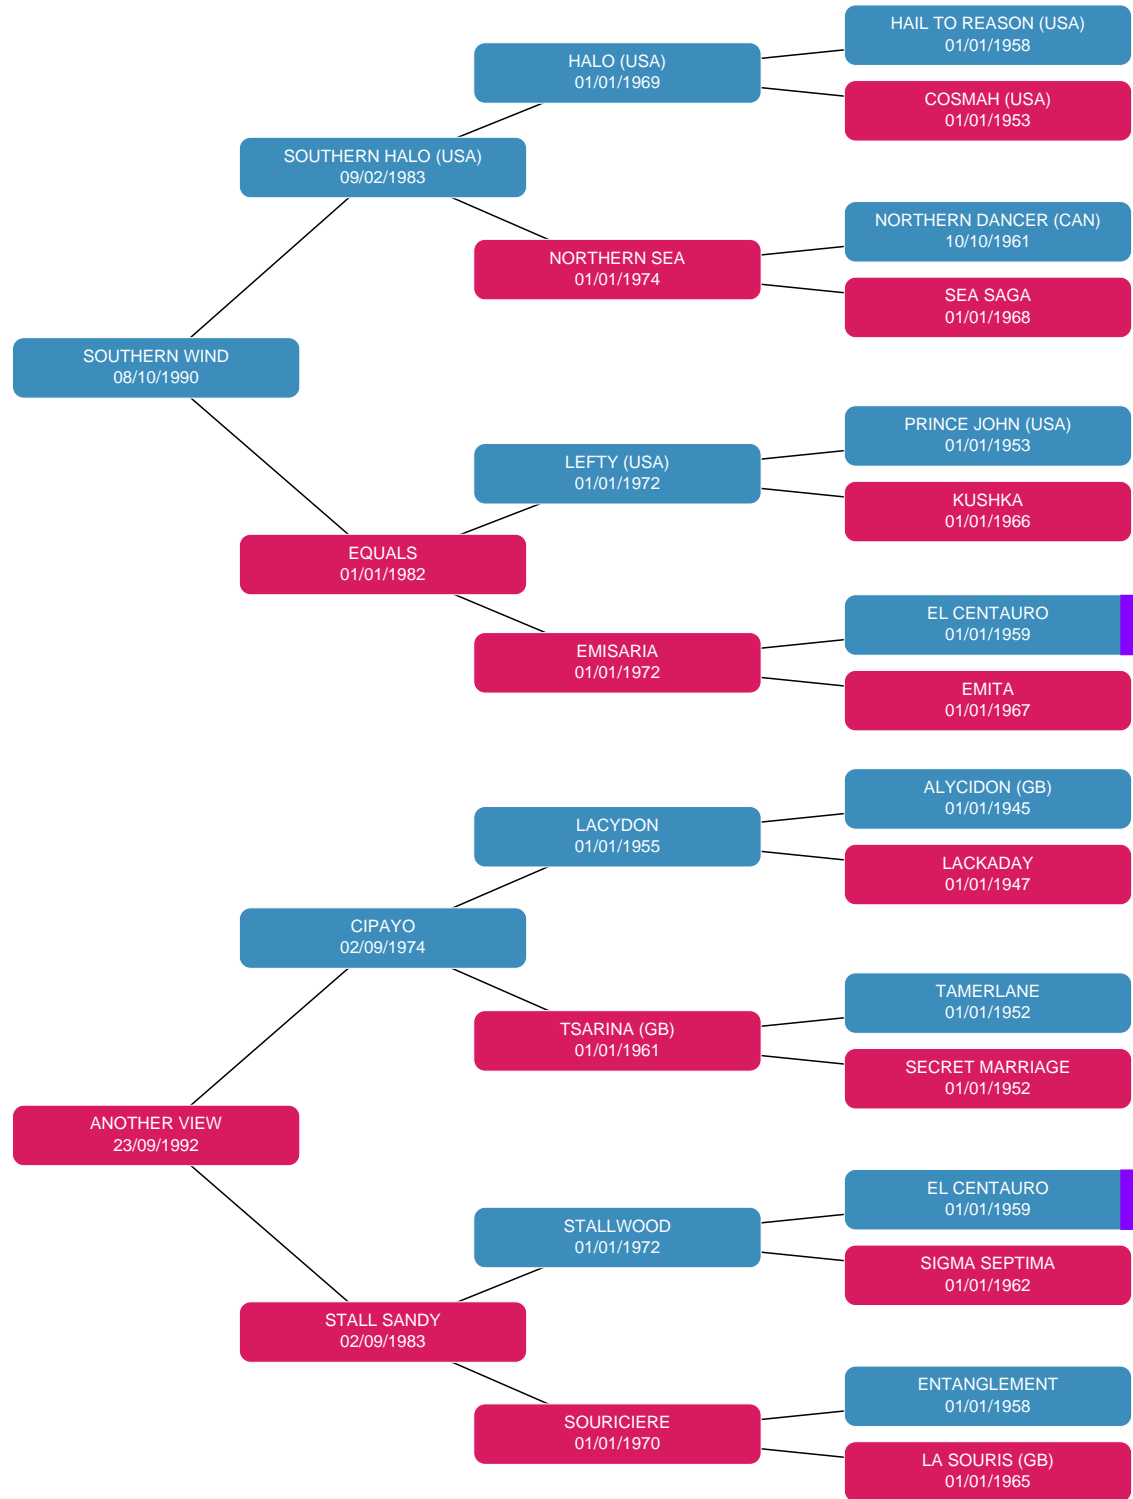 HAIL TO REASON (USA)
01/01/1958
HALO (USA)
01/01/1969
COSMAH (USA)
01/01/1953
SOUTHERN HALO (USA)
09/02/1983
NORTHERN DANCER (CAN)
10/10/1961
NORTHERN SEA
01/01/1974
SEA SAGA
01/01/1968
SOUTHERN WIND
08/10/1990
PRINCE JOHN (USA)
01/01/1953
LEFTY (USA)
01/01/1972
KUSHKA
01/01/1966
EQUALS
01/01/1982
EL CENTAURO
01/01/1959
EMISARIA
01/01/1972
EMITA
01/01/1967
ALYCIDON (GB)
01/01/1945
LACYDON
01/01/1955
LACKADAY
01/01/1947
CIPAYO
02/09/1974
TAMERLANE
01/01/1952
TSARINA (GB)
01/01/1961
SECRET MARRIAGE
01/01/1952
ANOTHER VIEW
23/09/1992
EL CENTAURO
01/01/1959
STALLWOOD
01/01/1972
SIGMA SEPTIMA
01/01/1962
STALL SANDY
02/09/1983
ENTANGLEMENT
01/01/1958
SOURICIERE
01/01/1970
LA SOURIS (GB)
01/01/1965